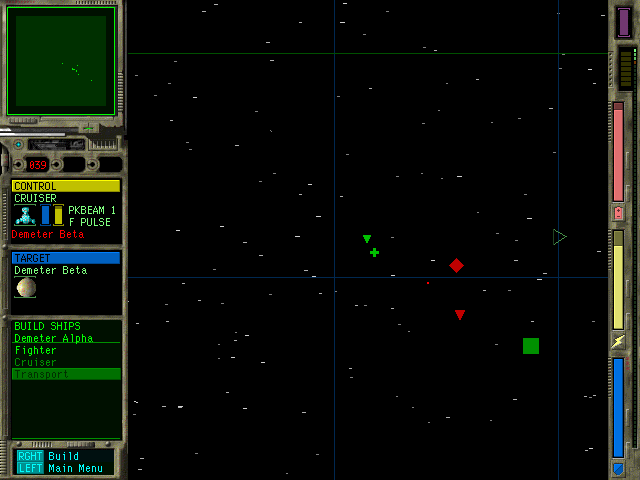 039
CONTROL
CRUISER
PKBEAM 1
F PULSE
Demeter Beta
TARGET
Demeter Beta
BUILD SHIPS
Demeter Alpha
Fighter
Cruiser
Transport
RGHT Build
LEFT Main Menu